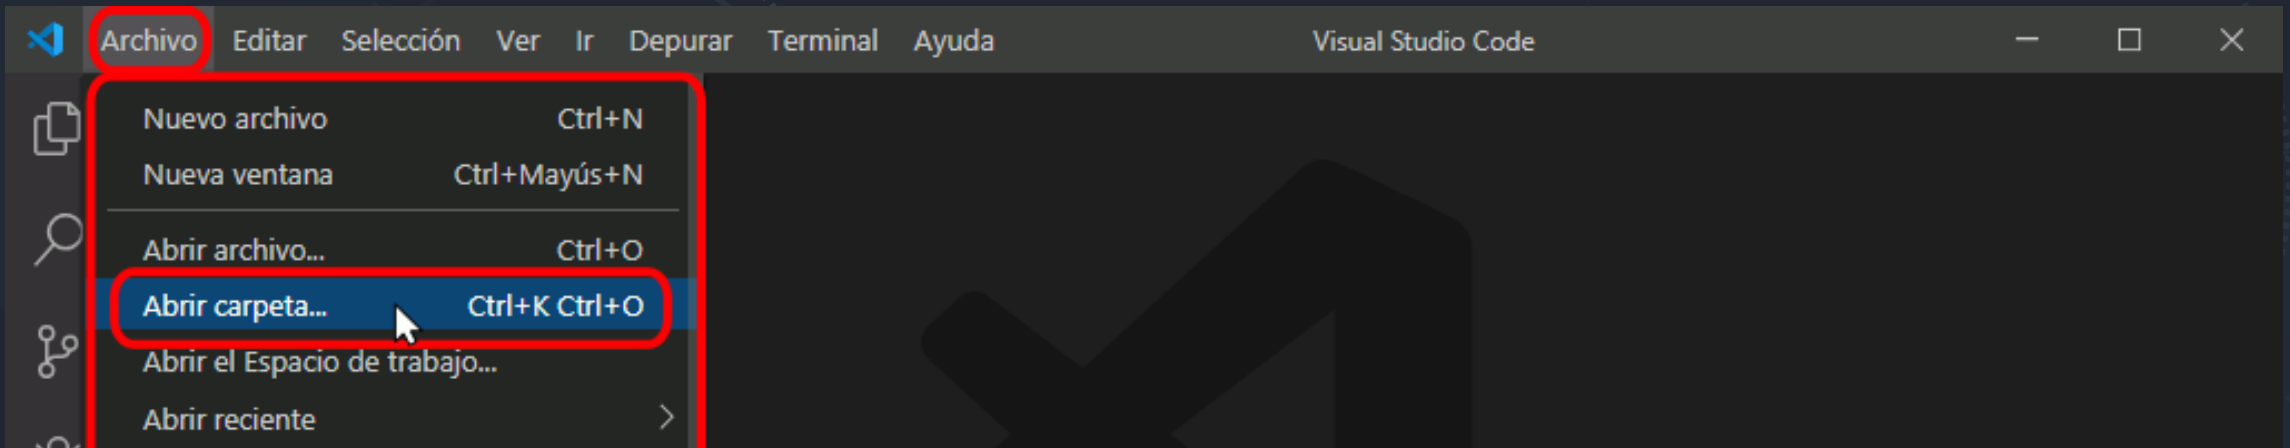 Archivo Editar Selección Ver Ir Depurar Terminal Ayuda Visual Studio Code
Nuevo archivo Ctrl+N
Nueva ventana Ctrl+Mayús+N
Abrir archivo... Ctrl+O
Abrir carpeta... Ctrl+K Ctrl+O
Abrir el Espacio de trabajo...
Abrir reciente